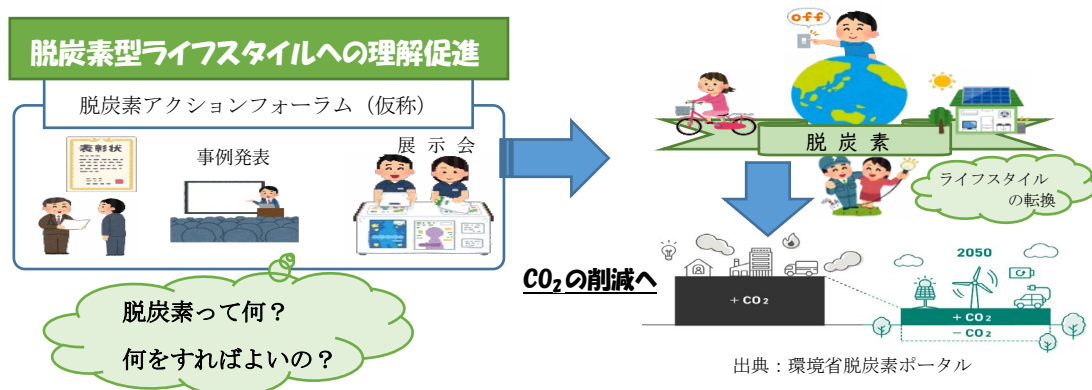 脱炭素型ライフスタイルへの理解促進
脱炭素アクションフォーラム（仮称）
表彰状
事例発表
展示会
脱炭素って何？
何をすればよいの？
off
脱炭素
ライフスタイル
の転換
CO₂の削減へ
2050
＋CO₂
＋CO₂
－CO₂
出典：環境省脱炭素ポータル